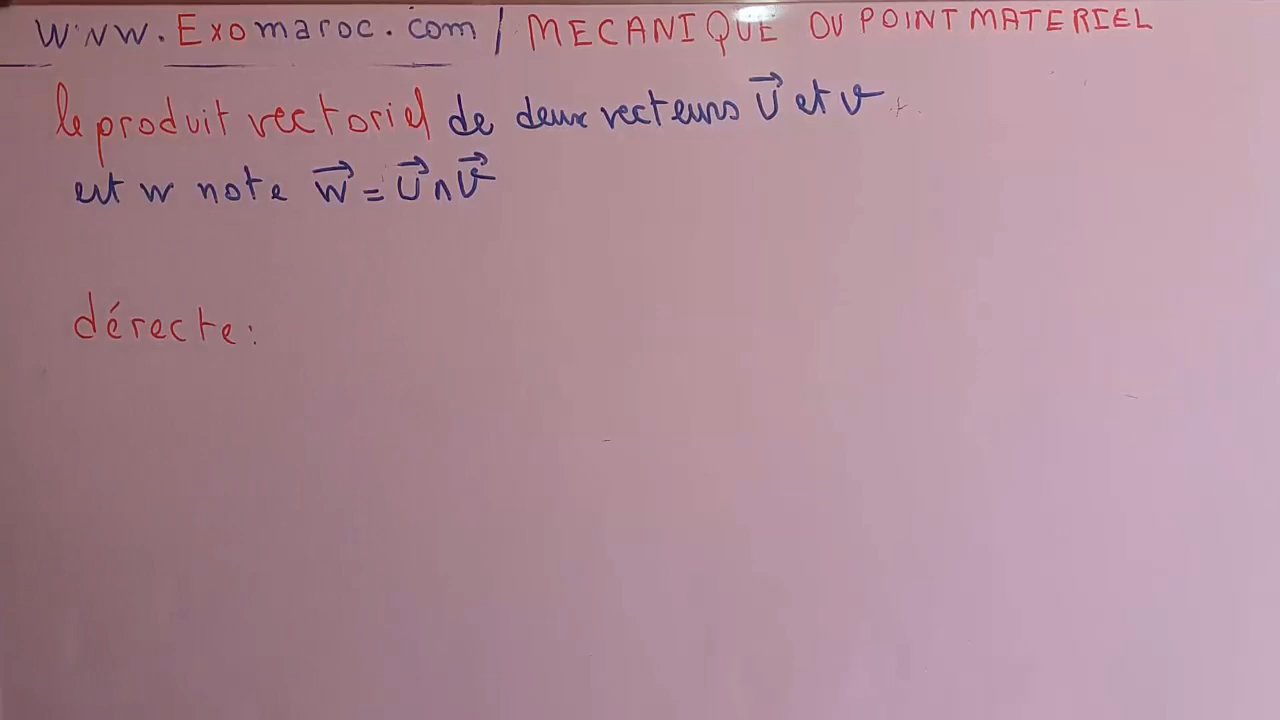 www.Exomaroc.com / MECANIQUE DU POINT MATERIEL
le produit vectoriel de deux vecteurs U⃗ et v
est w note W⃗ = U⃗ ∧ V⃗
dérecte :